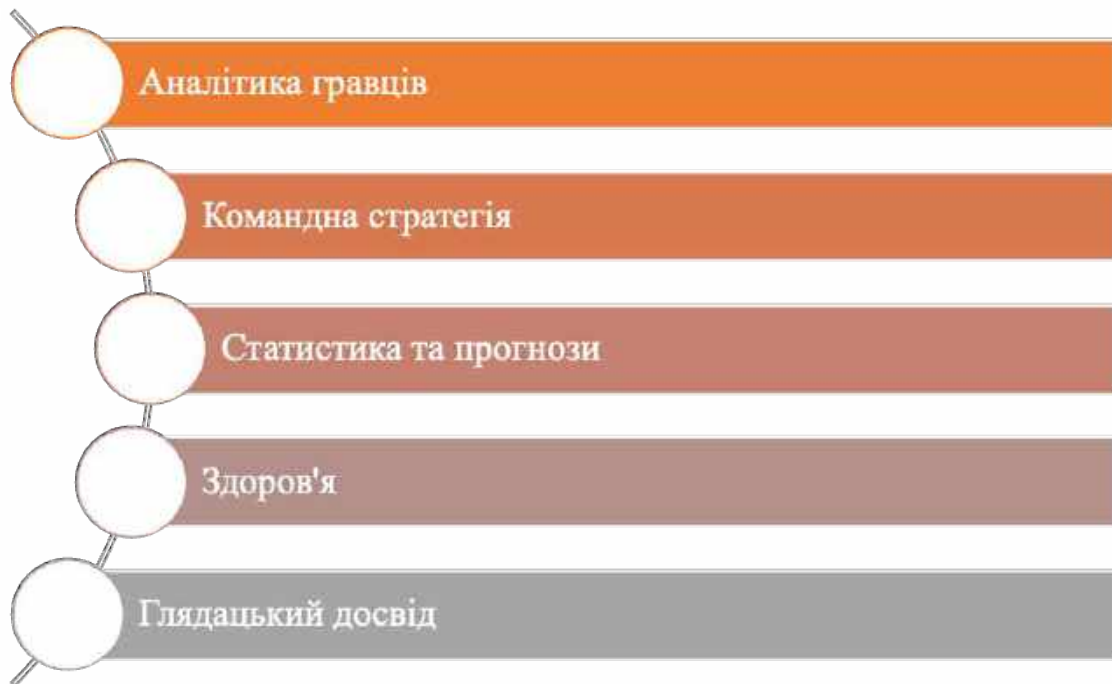 Аналітика гравців
Командна стратегія
Статистика та прогнози
Здоров'я
Глядацький досвід